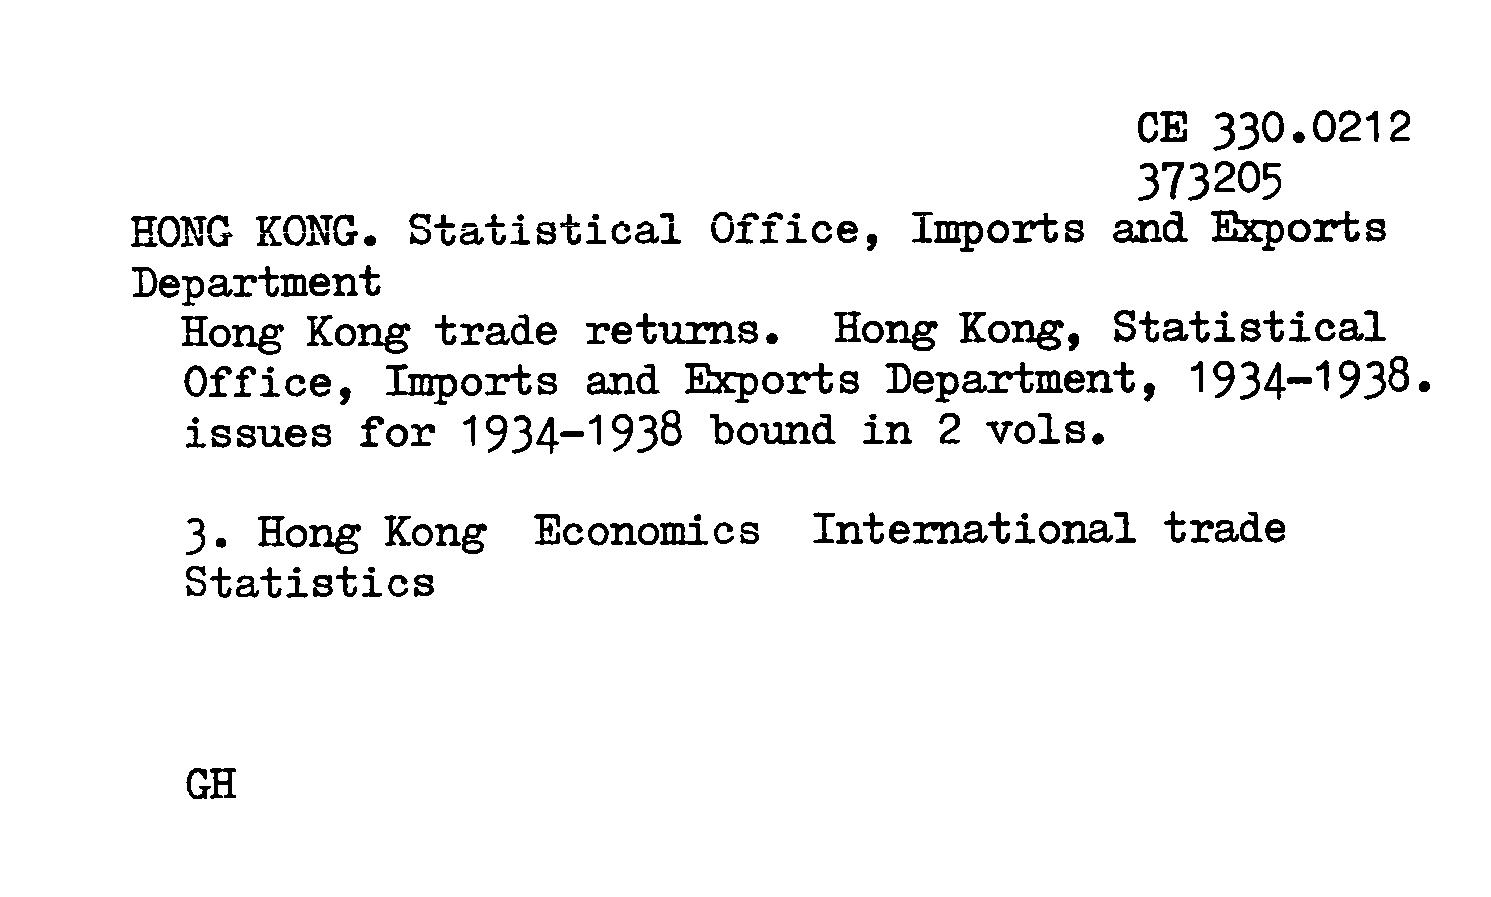 CE 330.0212
373205
HONG KONG. Statistical Office, Imports and Exports
Department
Hong Kong trade returns. Hong Kong, Statistical
Office, Imports and Exports Department, 1934-1938.
issues for 1934-1938 bound in 2 vols.
3. Hong Kong Economics International trade
Statistics
GH